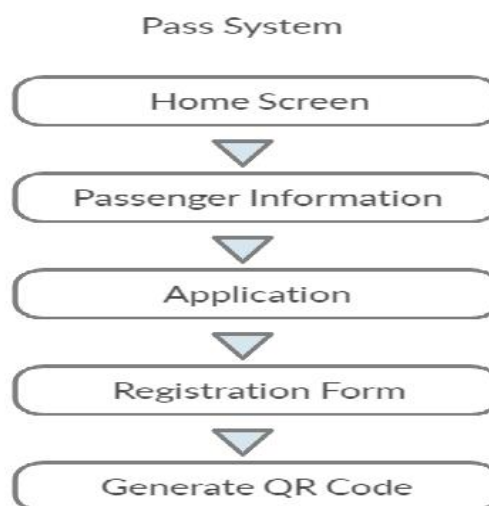 Pass System
Home Screen
Passenger Information
Application
Registration Form
Generate QR Code